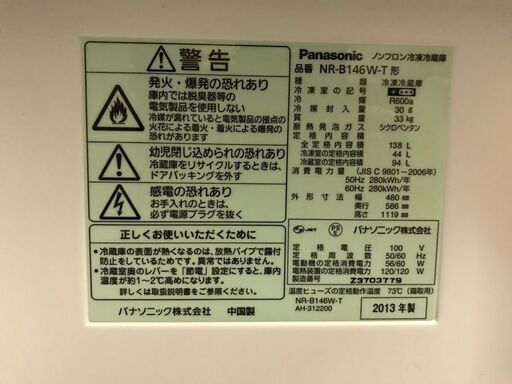 警告
発火・爆発の恐れあり
庫内では脱臭器等の
電気製品を使用しない
冷媒が漏れていると電気製品の接点の
火花による着火・爆発の恐れがあります
幼児閉じ込められの恐れあり
冷蔵庫をリサイクルするときは、
ドアパッキングを外す
感電の恐れあり
お手入れのときは、
必ず電源プラグを抜く
正しくお使いいただくために
・冷蔵庫の表面が熱くなるのは、放熱パイプで露付
き防止をしているためです。異常ではありません。
・冷蔵室奥のレバーを「節電」設定にすると、庫内
温度が約1〜2℃高めになります。
詳しくは取扱説明書をご覧ください。
パナソニック株式会社 中国製
Panasonic ノンフロン冷凍冷蔵庫
品番 NR-B146W-T 形
種類 冷凍冷蔵庫
冷凍室の記号
冷媒 R600a
冷媒封入量 30 g
質量 33 kg
断熱発泡ガス シクロペンタン
定格内容積
全定格内容積 138 L
冷凍室の定格内容積 44 L
冷蔵室の定格内容積 94 L
消費電力量 (JIS C 9801-2006年)
50Hz 280kWh/年
60Hz 280kWh/年
外形寸法 幅 480 mm
奥行 586 mm
高さ 1119 mm
JET PS E パナソニック株式会社
定格電圧 100 V
定格周波数 50/60 Hz
電動機の定格消費電力 56/60 W
電熱装置の定格消費電力 120/120 W
製造番号 Z3703779
温度ヒューズの定格動作温度 73℃ (霜取用)
NR-B146W-T
AH-312200
2013 年製